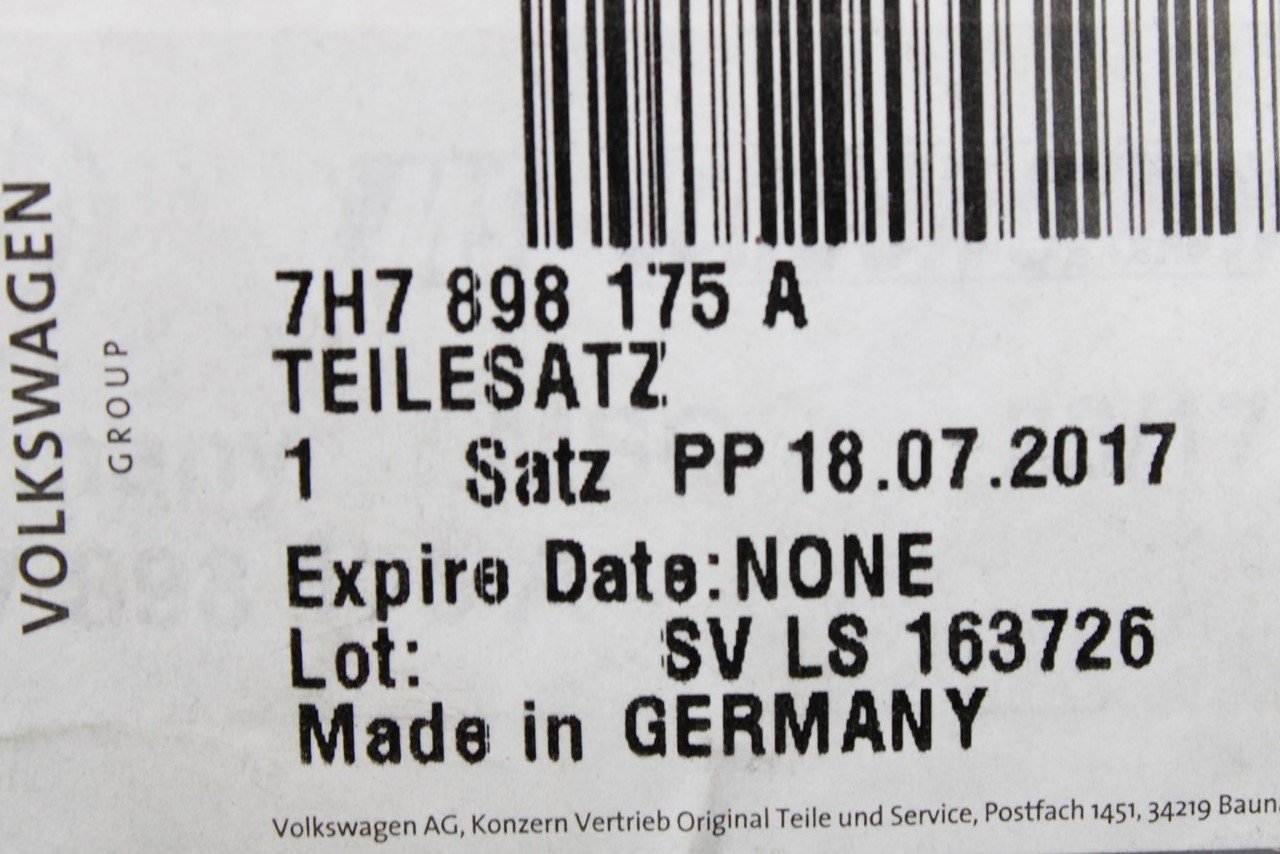 VOLKSWAGEN
GROUP
7H7 898 175 A
TEILESATZ
1 Satz PP 18.07.2017
Expire Date:NONE
Lot: SV LS 163726
Made in GERMANY
Volkswagen AG, Konzern Vertrieb Original Teile und Service, Postfach 1451, 34219